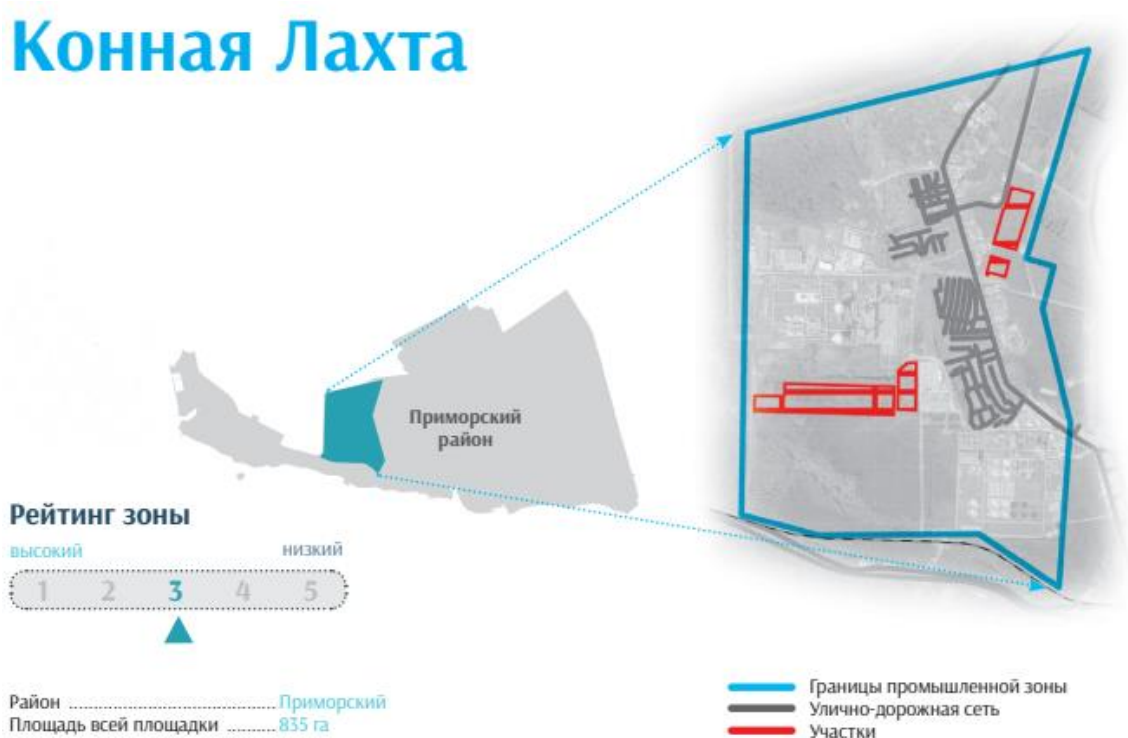 Конная Лахта
Приморский
район
Рейтинг зоны
высокий низкий
1 2 3 4 5
Район Приморский
Площадь всей площадки 835 га
Границы промышленной зоны
Улично-дорожная сеть
Участки